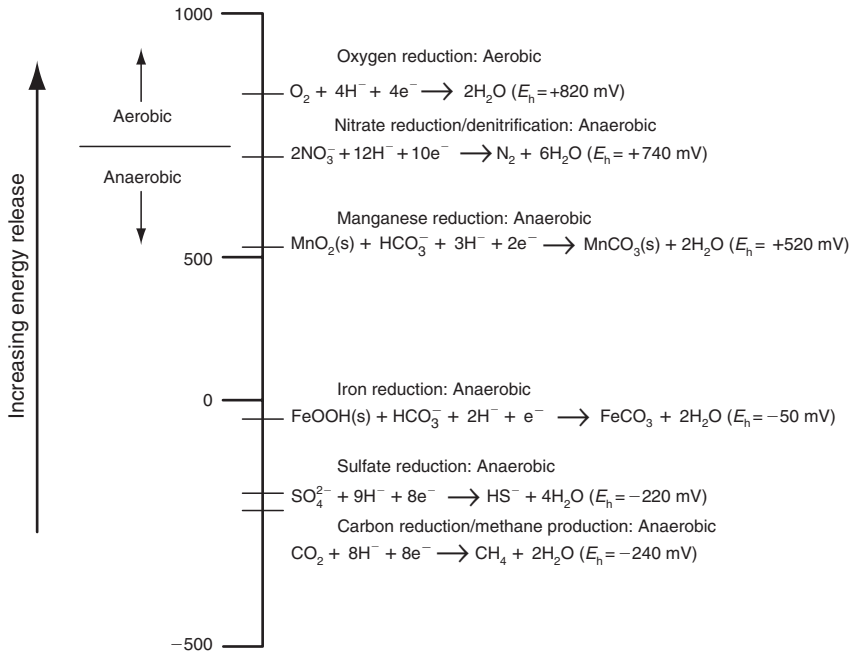 1000
Oxygen reduction: Aerobic
O₂ + 4H⁻ + 4e⁻ → 2H₂O (Eₕ = +820 mV)
Aerobic
Nitrate reduction/denitrification: Anaerobic
2NO₃⁻ + 12H⁻ + 10e⁻ → N₂ + 6H₂O (Eₕ = +740 mV)
Anaerobic
Manganese reduction: Anaerobic
MnO₂(s) + HCO₃⁻ + 3H⁻ + 2e⁻ → MnCO₃(s) + 2H₂O (Eₕ = +520 mV)
500
Increasing energy release
Iron reduction: Anaerobic
0
FeOOH(s) + HCO₃⁻ + 2H⁻ + e⁻ → FeCO₃ + 2H₂O (Eₕ = −50 mV)
Sulfate reduction: Anaerobic
SO₄²⁻ + 9H⁻ + 8e⁻ → HS⁻ + 4H₂O (Eₕ = −220 mV)
Carbon reduction/methane production: Anaerobic
CO₂ + 8H⁻ + 8e⁻ → CH₄ + 2H₂O (Eₕ = −240 mV)
−500